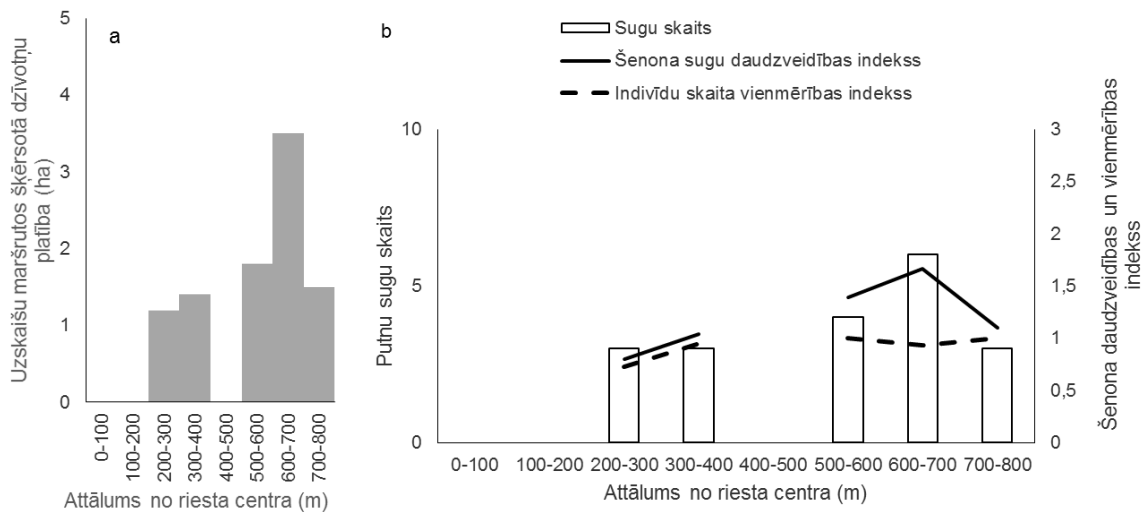 a
Uzskaišu maršrutos šķērsotā dzīvotņu
platība (ha)
5
4
3
2
1
0
0-100
100-200
200-300
300-400
400-500
500-600
600-700
700-800
Attālums no riesta centra (m)
b
Sugu skaits
Šenona sugu daudzveidības indekss
Indivīdu skaita vienmērības indekss
Putnu sugu skaits
10
5
0
3
2,5
2
1,5
1
0,5
0
Šenona daudzveidības un vienmērības
indekss
0-100 100-200 200-300 300-400 400-500 500-600 600-700 700-800
Attālums no riesta centra (m)